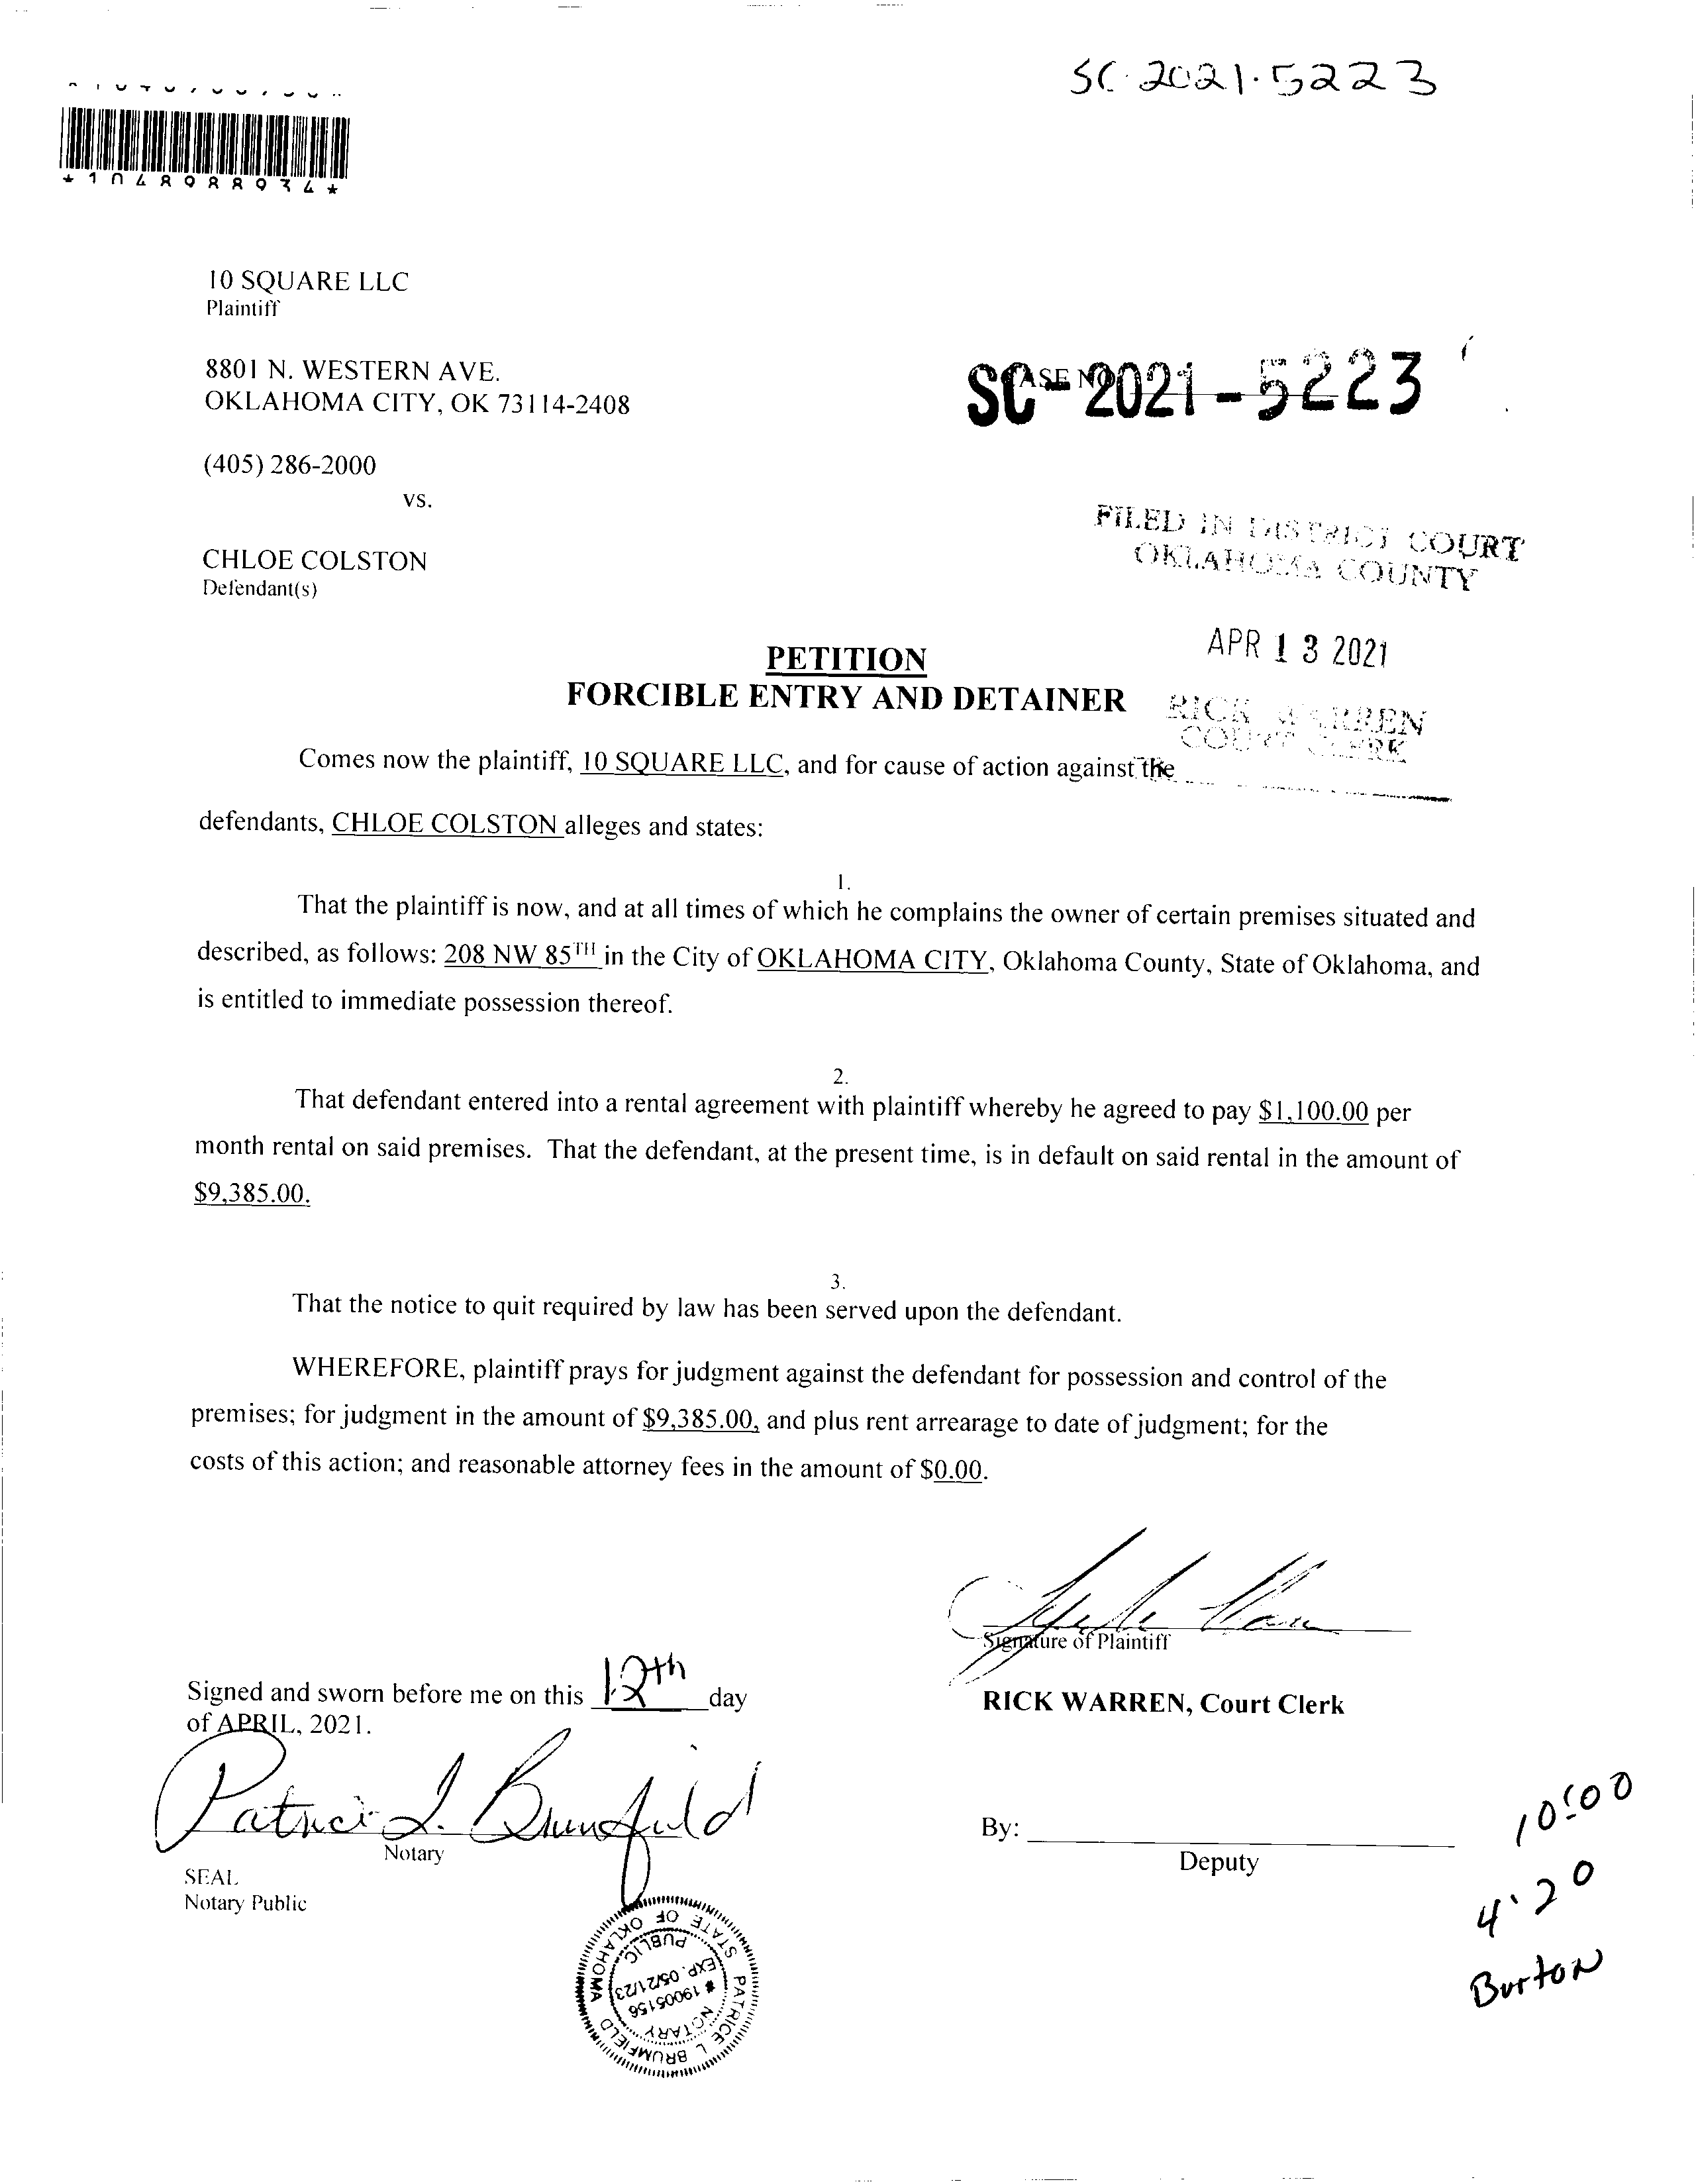 SC-2021-5223
*1048988934*
10 SQUARE LLC
Plaintiff
8801 N. WESTERN AVE.
OKLAHOMA CITY, OK 73114-2408
CASE NO.
SC-2021-5223
(405) 286-2000
vs.
FILED IN DISTRICT COURT
OKLAHOMA COUNTY
CHLOE COLSTON
Defendant(s)
APR 13 2021
PETITION
FORCIBLE ENTRY AND DETAINER
RICK WARREN
COURT CLERK
Comes now the plaintiff, 10 SQUARE LLC, and for cause of action against the
defendants, CHLOE COLSTON alleges and states:
1.
That the plaintiff is now, and at all times of which he complains the owner of certain premises situated and
described, as follows: 208 NW 85TH in the City of OKLAHOMA CITY, Oklahoma County, State of Oklahoma, and
is entitled to immediate possession thereof.
2.
That defendant entered into a rental agreement with plaintiff whereby he agreed to pay $1,100.00 per
month rental on said premises. That the defendant, at the present time, is in default on said rental in the amount of
$9,385.00.
3.
That the notice to quit required by law has been served upon the defendant.
WHEREFORE, plaintiff prays for judgment against the defendant for possession and control of the
premises; for judgment in the amount of $9,385.00, and plus rent arrearage to date of judgment; for the
costs of this action; and reasonable attorney fees in the amount of $0.00.
Signature of Plaintiff
Signed and sworn before me on this 12th day
of APRIL, 2021.
RICK WARREN, Court Clerk
Patrice L. Brumfield
Notary
SEAL
Notary Public
By:
Deputy
10:00
4.20
Burton
PATRICE L. BRUMFIELD
STATE OF OKLAHOMA
NOTARY
# 19005156
EXP. 05/21/23
PUBLIC